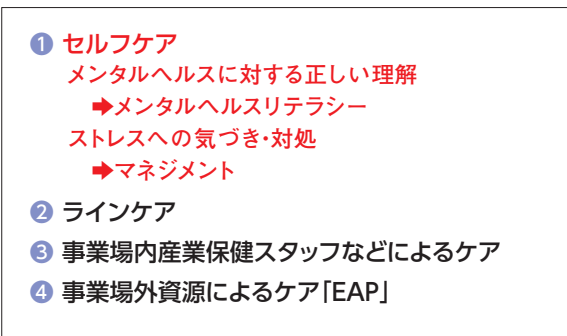 ❶ セルフケア
メンタルヘルスに対する正しい理解
➡メンタルヘルスリテラシー
ストレスへの気づき・対処
➡マネジメント
❷ ラインケア
❸ 事業場内産業保健スタッフなどによるケア
❹ 事業場外資源によるケア「EAP」